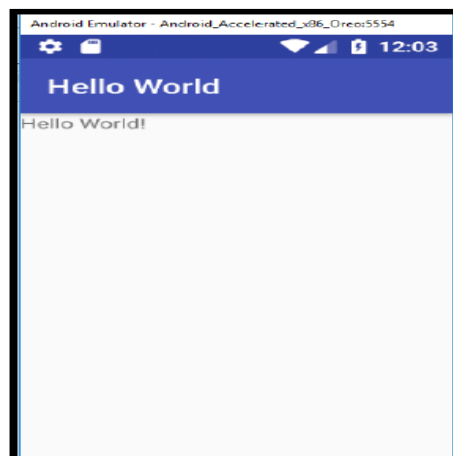 Android Emulator - Android_Accelerated_x86_Oreo:5554
12:03
Hello World
Hello World!